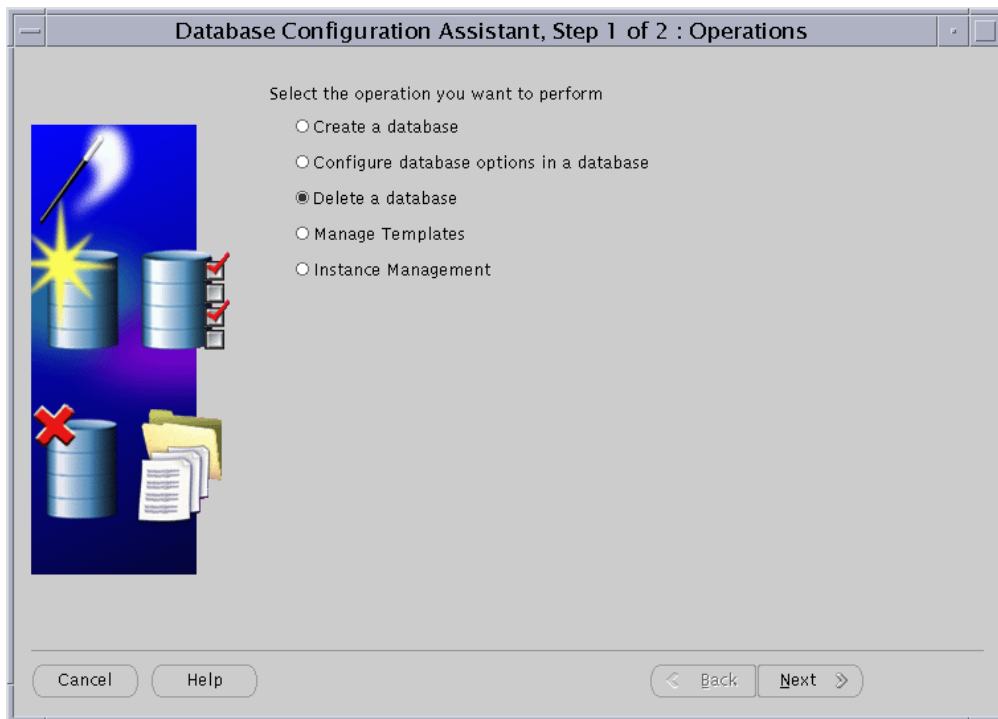 Database Configuration Assistant, Step 1 of 2 : Operations
Select the operation you want to perform
Create a database
Configure database options in a database
Delete a database
Manage Templates
Instance Management
Cancel
Help
Back
Next